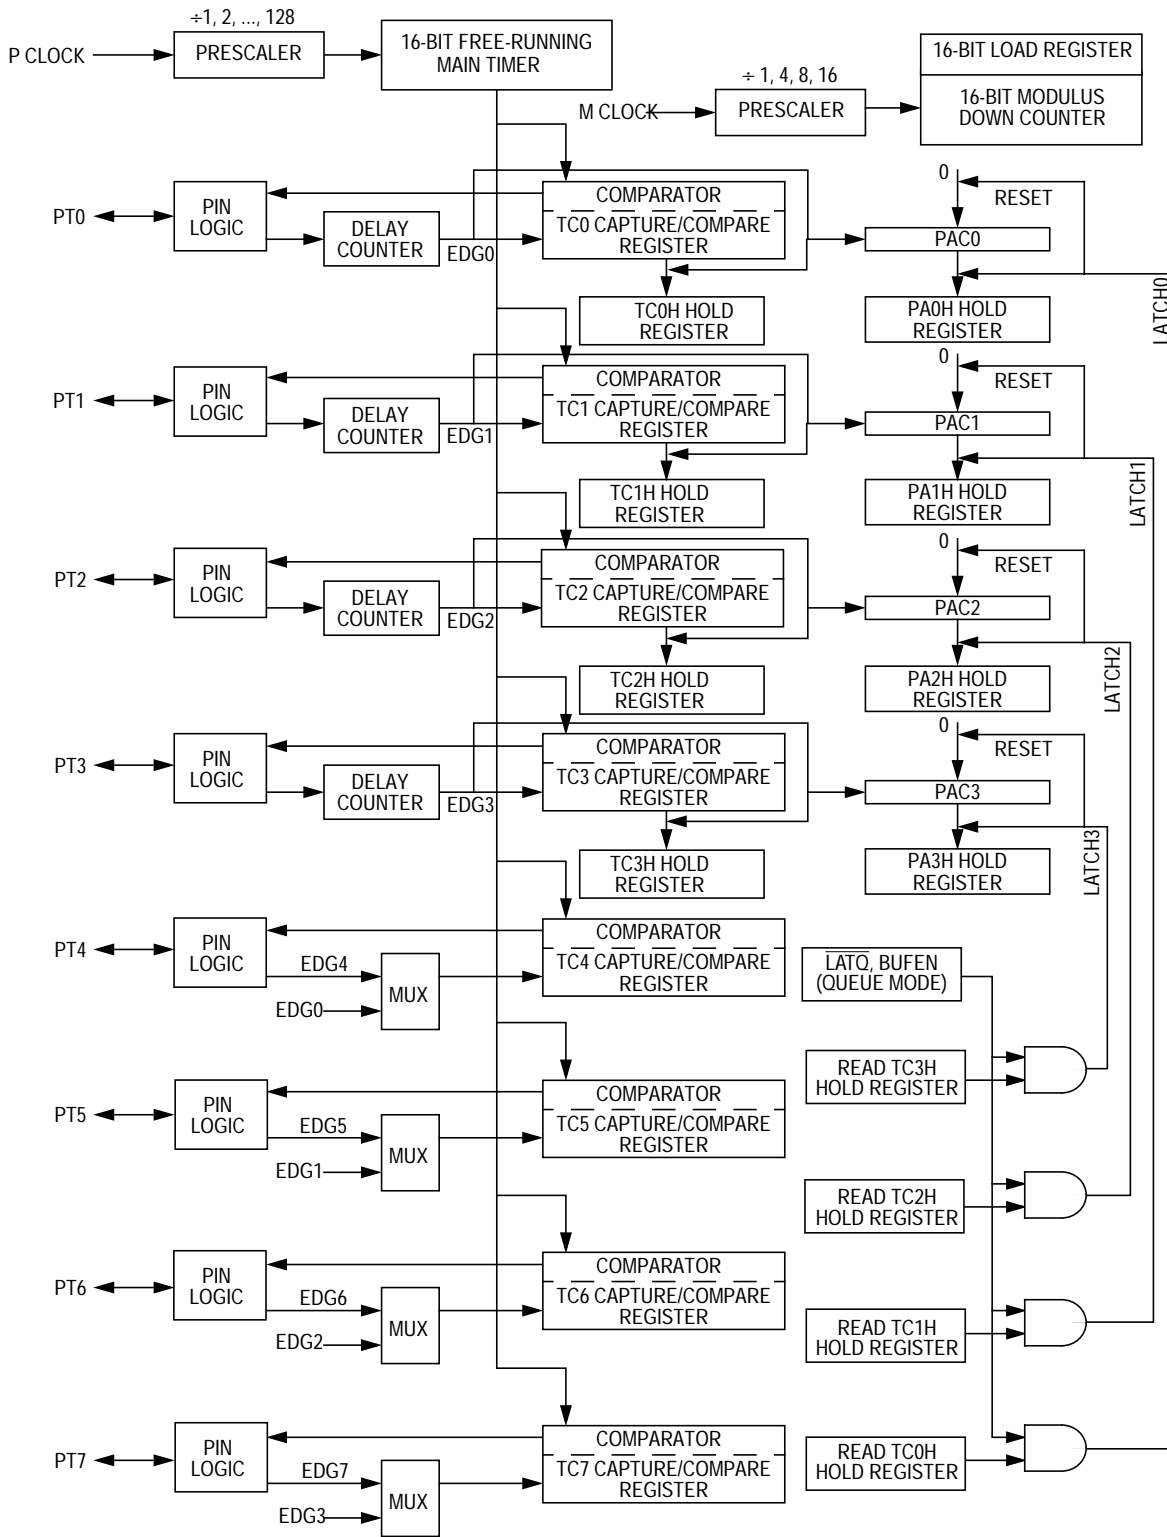 ÷1, 2, ..., 128
P CLOCK
PRESCALER
16-BIT FREE-RUNNING
MAIN TIMER
16-BIT LOAD REGISTER
÷ 1, 4, 8, 16
M CLOCK
PRESCALER
16-BIT MODULUS
DOWN COUNTER
PT0
PIN
LOGIC
DELAY
COUNTER
EDG0
COMPARATOR
TC0 CAPTURE/COMPARE
REGISTER
TC0H HOLD
REGISTER
0
RESET
PAC0
PA0H HOLD
REGISTER
LATCH0
PT1
PIN
LOGIC
DELAY
COUNTER
EDG1
COMPARATOR
TC1 CAPTURE/COMPARE
REGISTER
TC1H HOLD
REGISTER
0
RESET
PAC1
PA1H HOLD
REGISTER
LATCH1
PT2
PIN
LOGIC
DELAY
COUNTER
EDG2
COMPARATOR
TC2 CAPTURE/COMPARE
REGISTER
TC2H HOLD
REGISTER
0
RESET
PAC2
PA2H HOLD
REGISTER
LATCH2
PT3
PIN
LOGIC
DELAY
COUNTER
EDG3
COMPARATOR
TC3 CAPTURE/COMPARE
REGISTER
TC3H HOLD
REGISTER
0
RESET
PAC3
PA3H HOLD
REGISTER
LATCH3
PT4
PIN
LOGIC
EDG4
EDG0
MUX
COMPARATOR
TC4 CAPTURE/COMPARE
REGISTER
LATQ, BUFEN
(QUEUE MODE)
READ TC3H
HOLD REGISTER
PT5
PIN
LOGIC
EDG5
EDG1
MUX
COMPARATOR
TC5 CAPTURE/COMPARE
REGISTER
READ TC2H
HOLD REGISTER
PT6
PIN
LOGIC
EDG6
EDG2
MUX
COMPARATOR
TC6 CAPTURE/COMPARE
REGISTER
READ TC1H
HOLD REGISTER
PT7
PIN
LOGIC
EDG7
EDG3
MUX
COMPARATOR
TC7 CAPTURE/COMPARE
REGISTER
READ TC0H
HOLD REGISTER